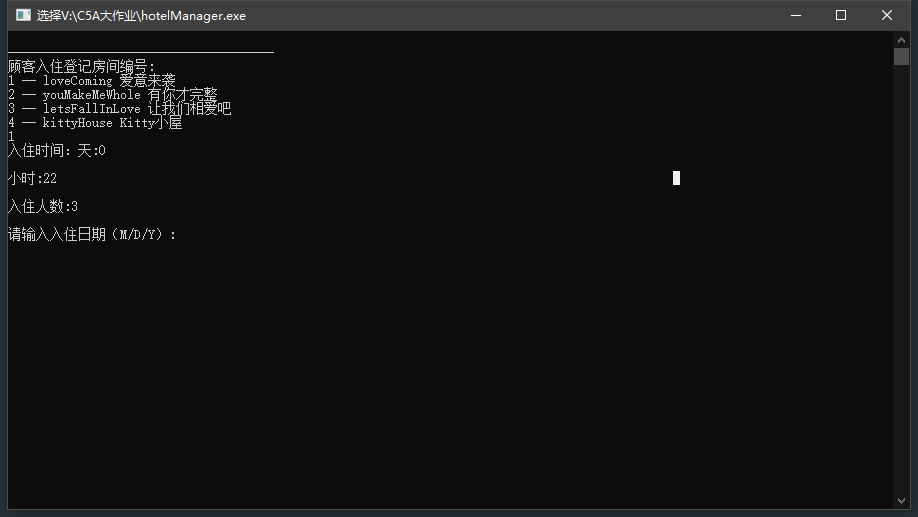 选择V:\C5A大作业\hotelManager.exe
顾客入住登记房间编号:
1 — loveComing 爱意来袭
2 — youMakeMeWhole 有你才完整
3 — letsFallInLove 让我们相爱吧
4 — kittyHouse Kitty小屋
1
入住时间: 天:0
小时:22
入住人数:3
请输入入住日期（M/D/Y）: